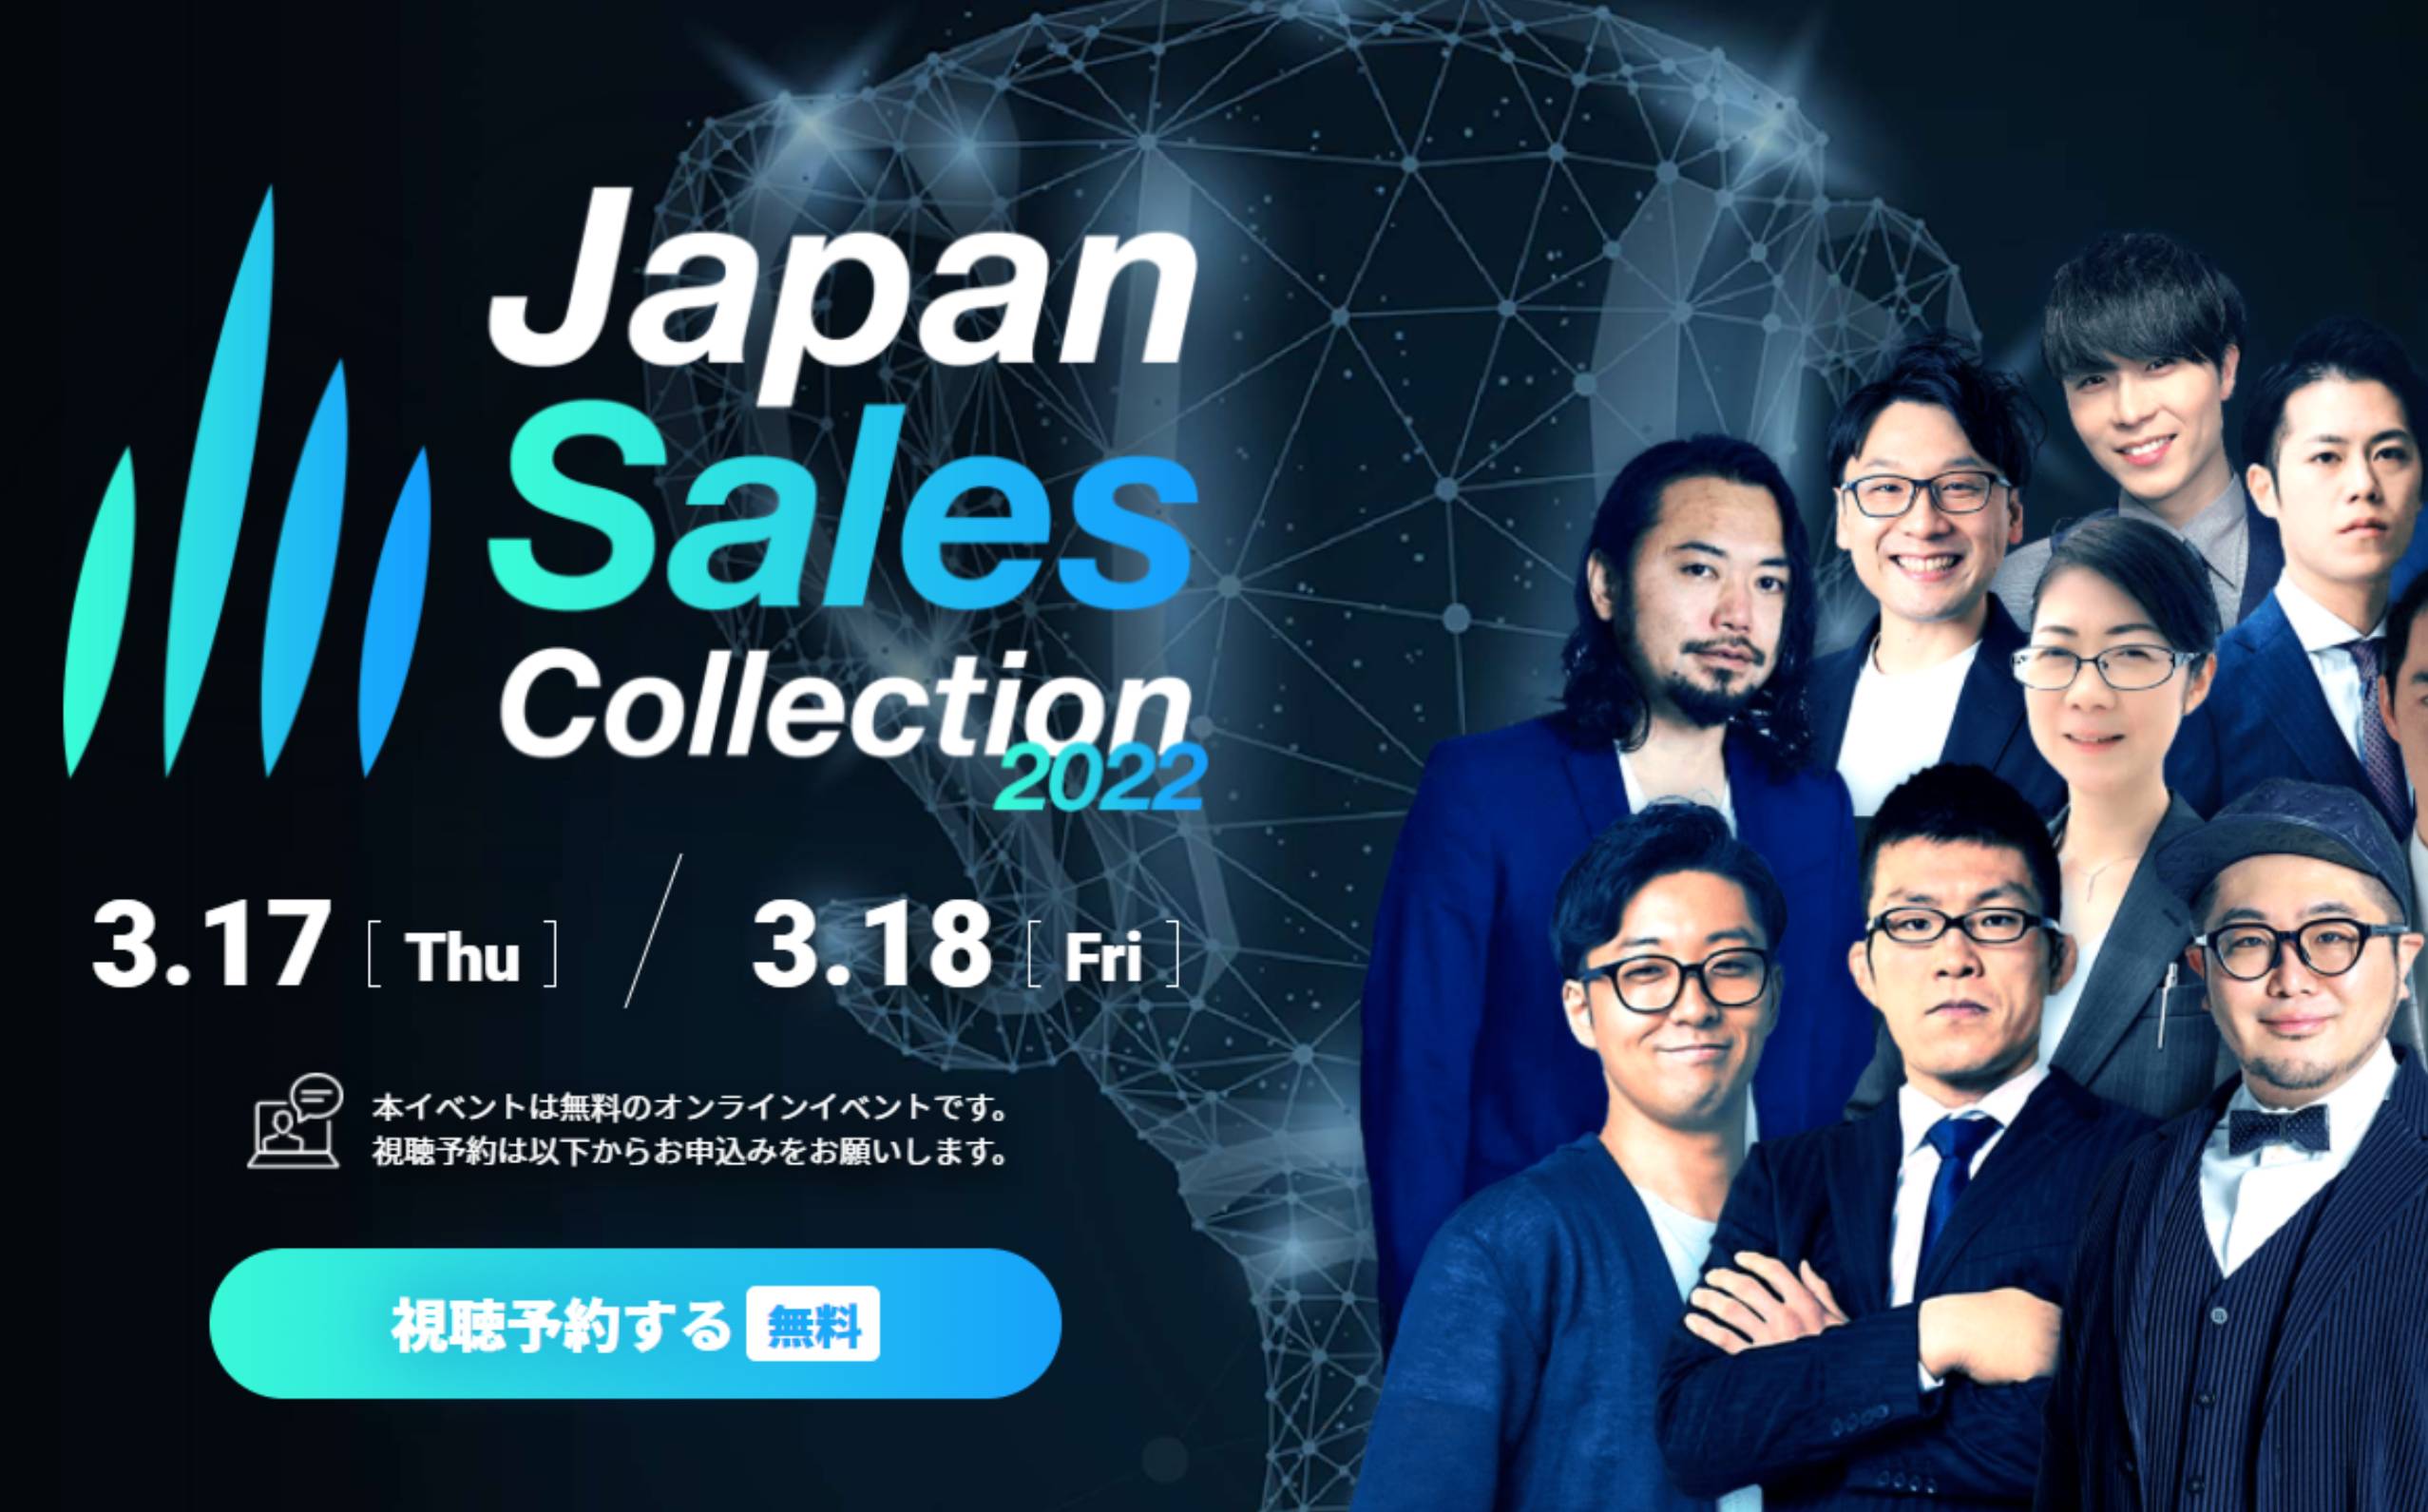 Japan
Sales
Collection
2022
3.17 [ Thu ] / 3.18 [ Fri ]
本イベントは無料のオンラインイベントです。
視聴予約は以下からお申込みをお願いします。
視聴予約する 無料